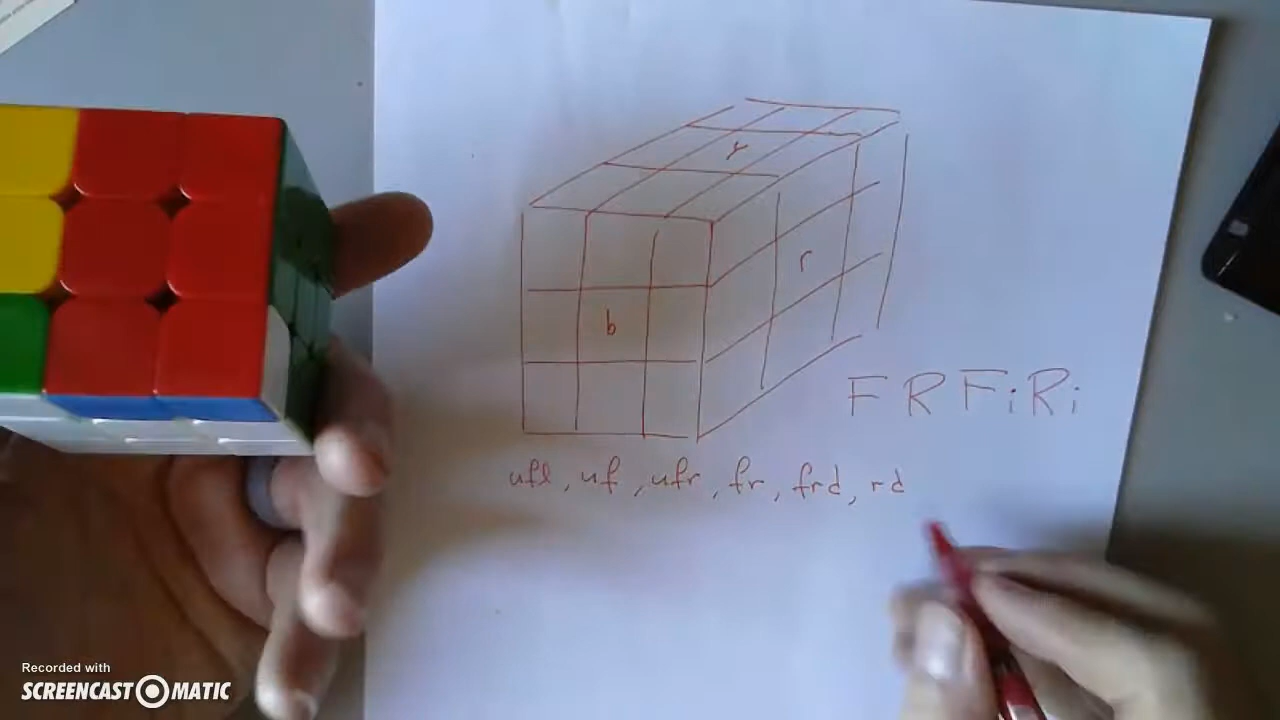 y
r
b
F R Fi Ri
ufl, uf, ufr, fr, frd, rd
Recorded with
SCREENCAST-O-MATIC